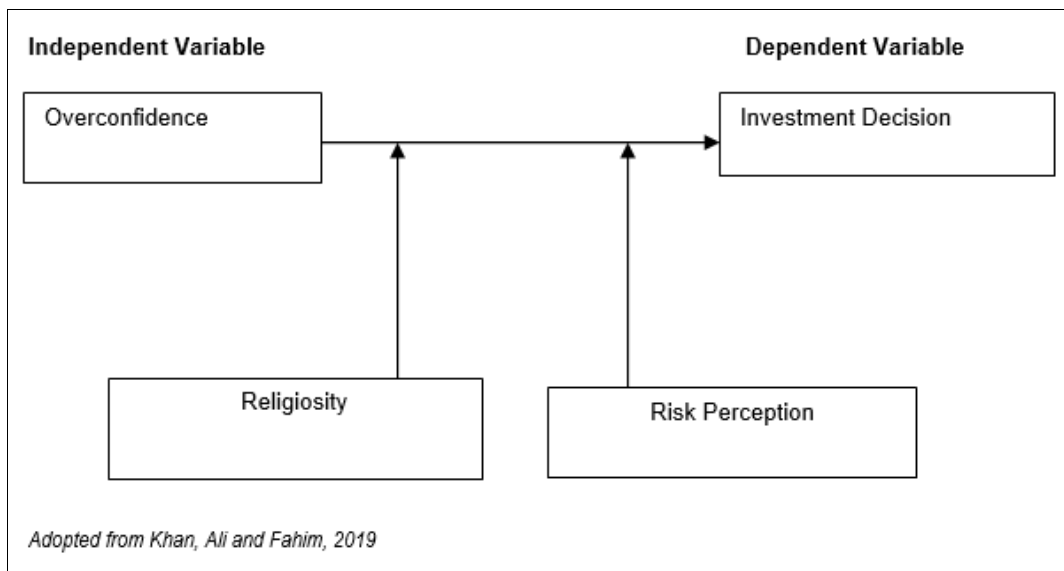 Independent Variable
Dependent Variable
Overconfidence
Investment Decision
Religiosity
Risk Perception
Adopted from Khan, Ali and Fahim, 2019